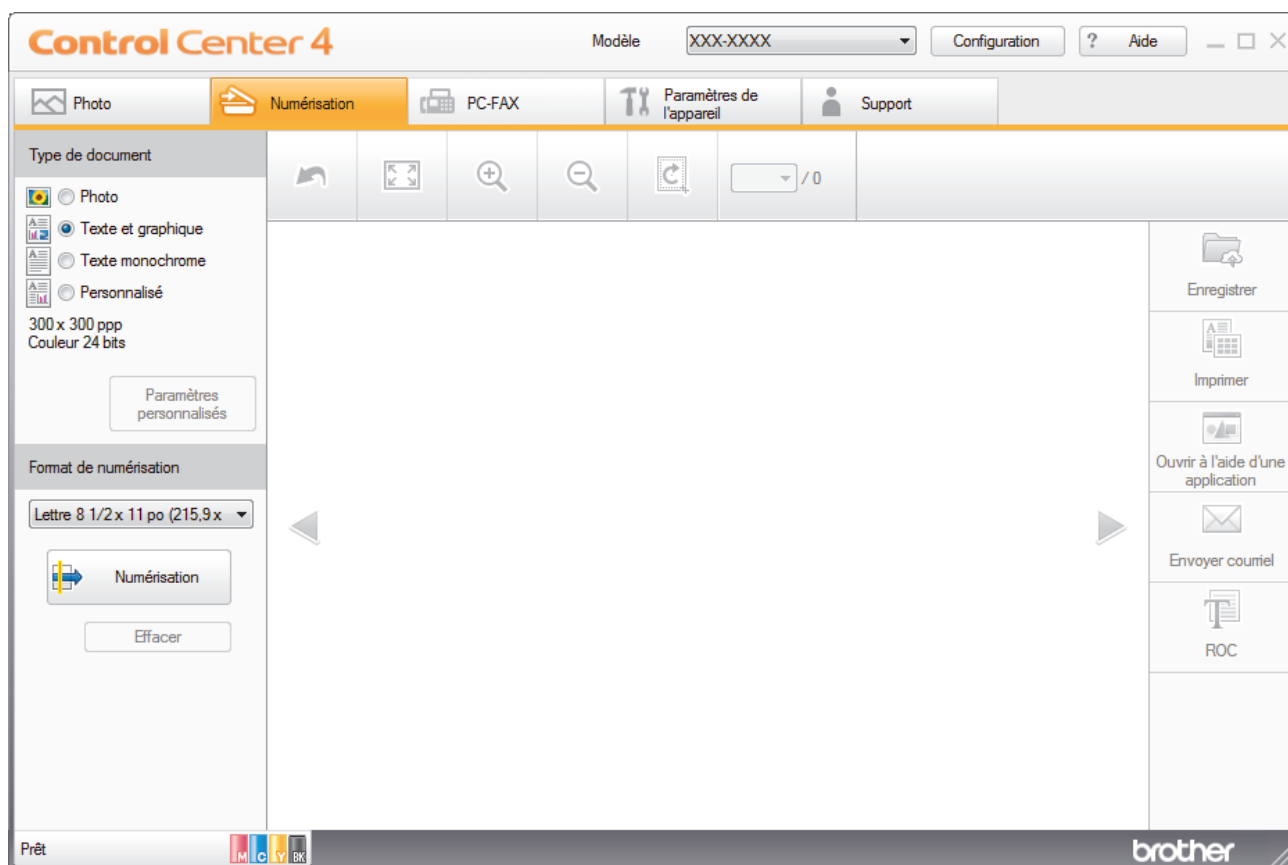 Control Center 4
Modèle
XXX-XXXX
Configuration
? Aide
Photo
Numérisation
PC-FAX
Paramètres de
l'appareil
Support
Type de document
Photo
Texte et graphique
Texte monochrome
Personnalisé
300 x 300 ppp
Couleur 24 bits
Paramètres
personnalisés
Format de numérisation
Lettre 8 1/2 x 11 po (215,9 x
Numérisation
Effacer
/ 0
Enregistrer
Imprimer
Ouvrir à l'aide d'une
application
Envoyer courriel
ROC
Prêt
M C Y BK
brother